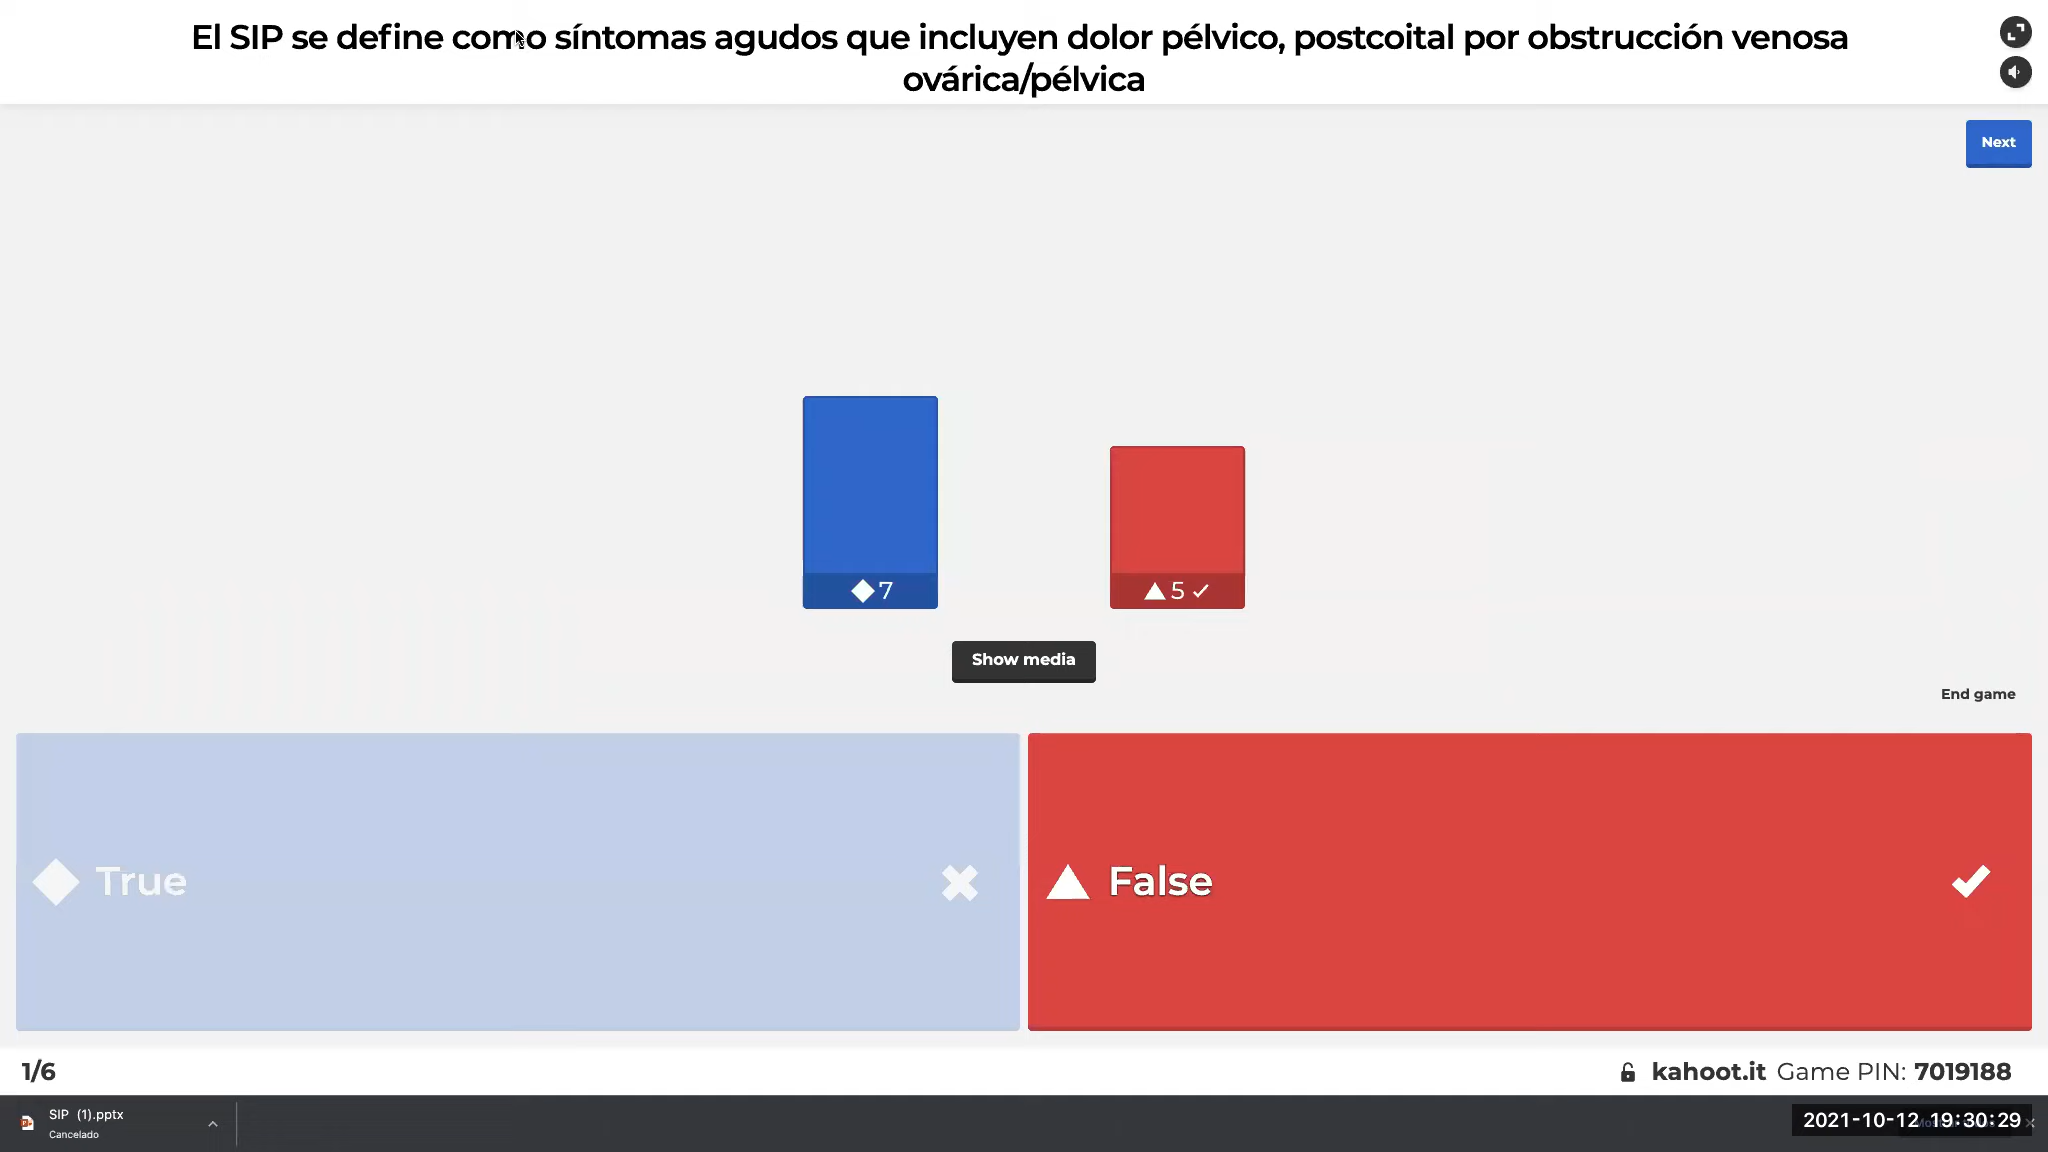 El SIP se define como síntomas agudos que incluyen dolor pélvico, postcoital por obstrucción venosa
ovárica/pélvica
Next
7
5
Show media
End game
True
False
1/6
kahoot.it Game PIN: 7019188
SIP (1).pptx
Cancelado
2021-10-12 19:30:29